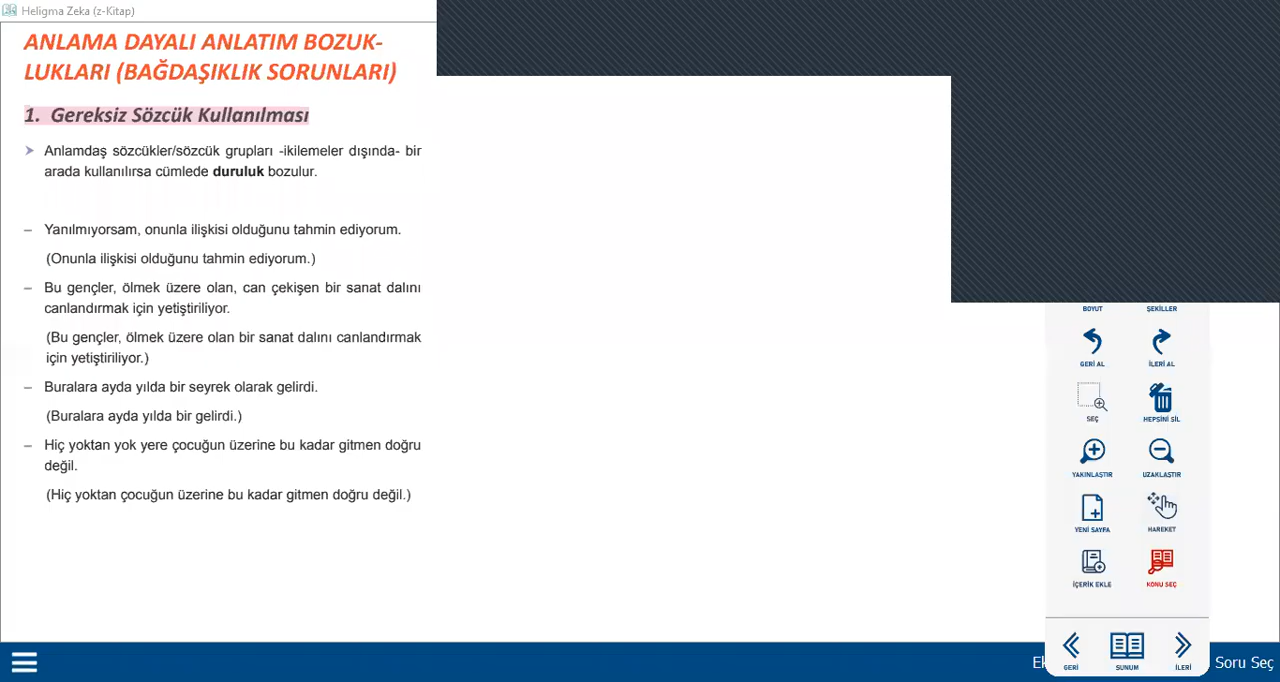 Heligma Zeka (z-Kitap)
ANLAMA DAYALI ANLATIM BOZUK-
LUKLARI (BAĞDAŞIKLIK SORUNLARI)
1. Gereksiz Sözcük Kullanılması
➤ Anlamdaş sözcükler/sözcük grupları -ikilemeler dışında- bir
arada kullanılırsa cümlede duruluk bozulur.
– Yanılmıyorsam, onunla ilişkisi olduğunu tahmin ediyorum.
(Onunla ilişkisi olduğunu tahmin ediyorum.)
– Bu gençler, ölmek üzere olan, can çekişen bir sanat dalını
canlandırmak için yetiştiriliyor.
(Bu gençler, ölmek üzere olan bir sanat dalını canlandırmak
için yetiştiriliyor.)
– Buralara ayda yılda bir seyrek olarak gelirdi.
(Buralara ayda yılda bir gelirdi.)
– Hiç yoktan yok yere çocuğun üzerine bu kadar gitmen doğru
değil.
(Hiç yoktan çocuğun üzerine bu kadar gitmen doğru değil.)
BOYUT ŞEKİLLER
GERİ AL İLERİ AL
SEÇ HEPSİNİ SİL
YAKINLAŞTIR UZAKLAŞTIR
YENİ SAYFA HAREKET
İÇERİK EKLE KONU SEÇ
GERİ SUNUM İLERİ
Soru Seç